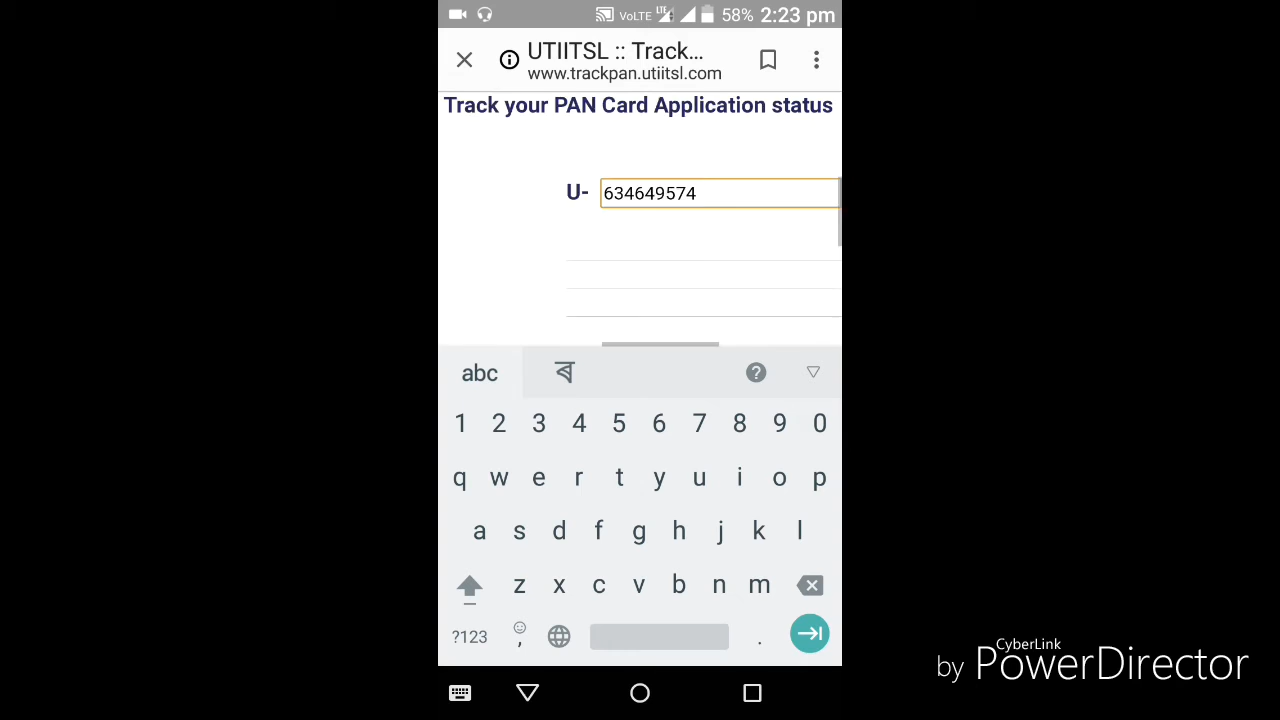 VoLTE LTE 58% 2:23 pm
UTIITSL :: Track...
www.trackpan.utiitsl.com
Track your PAN Card Application status
U- 634649574
abc ব
1 2 3 4 5 6 7 8 9 0
q w e r t y u i o p
a s d f g h j k l
z x c v b n m
?123 , .
CyberLink
by PowerDirector